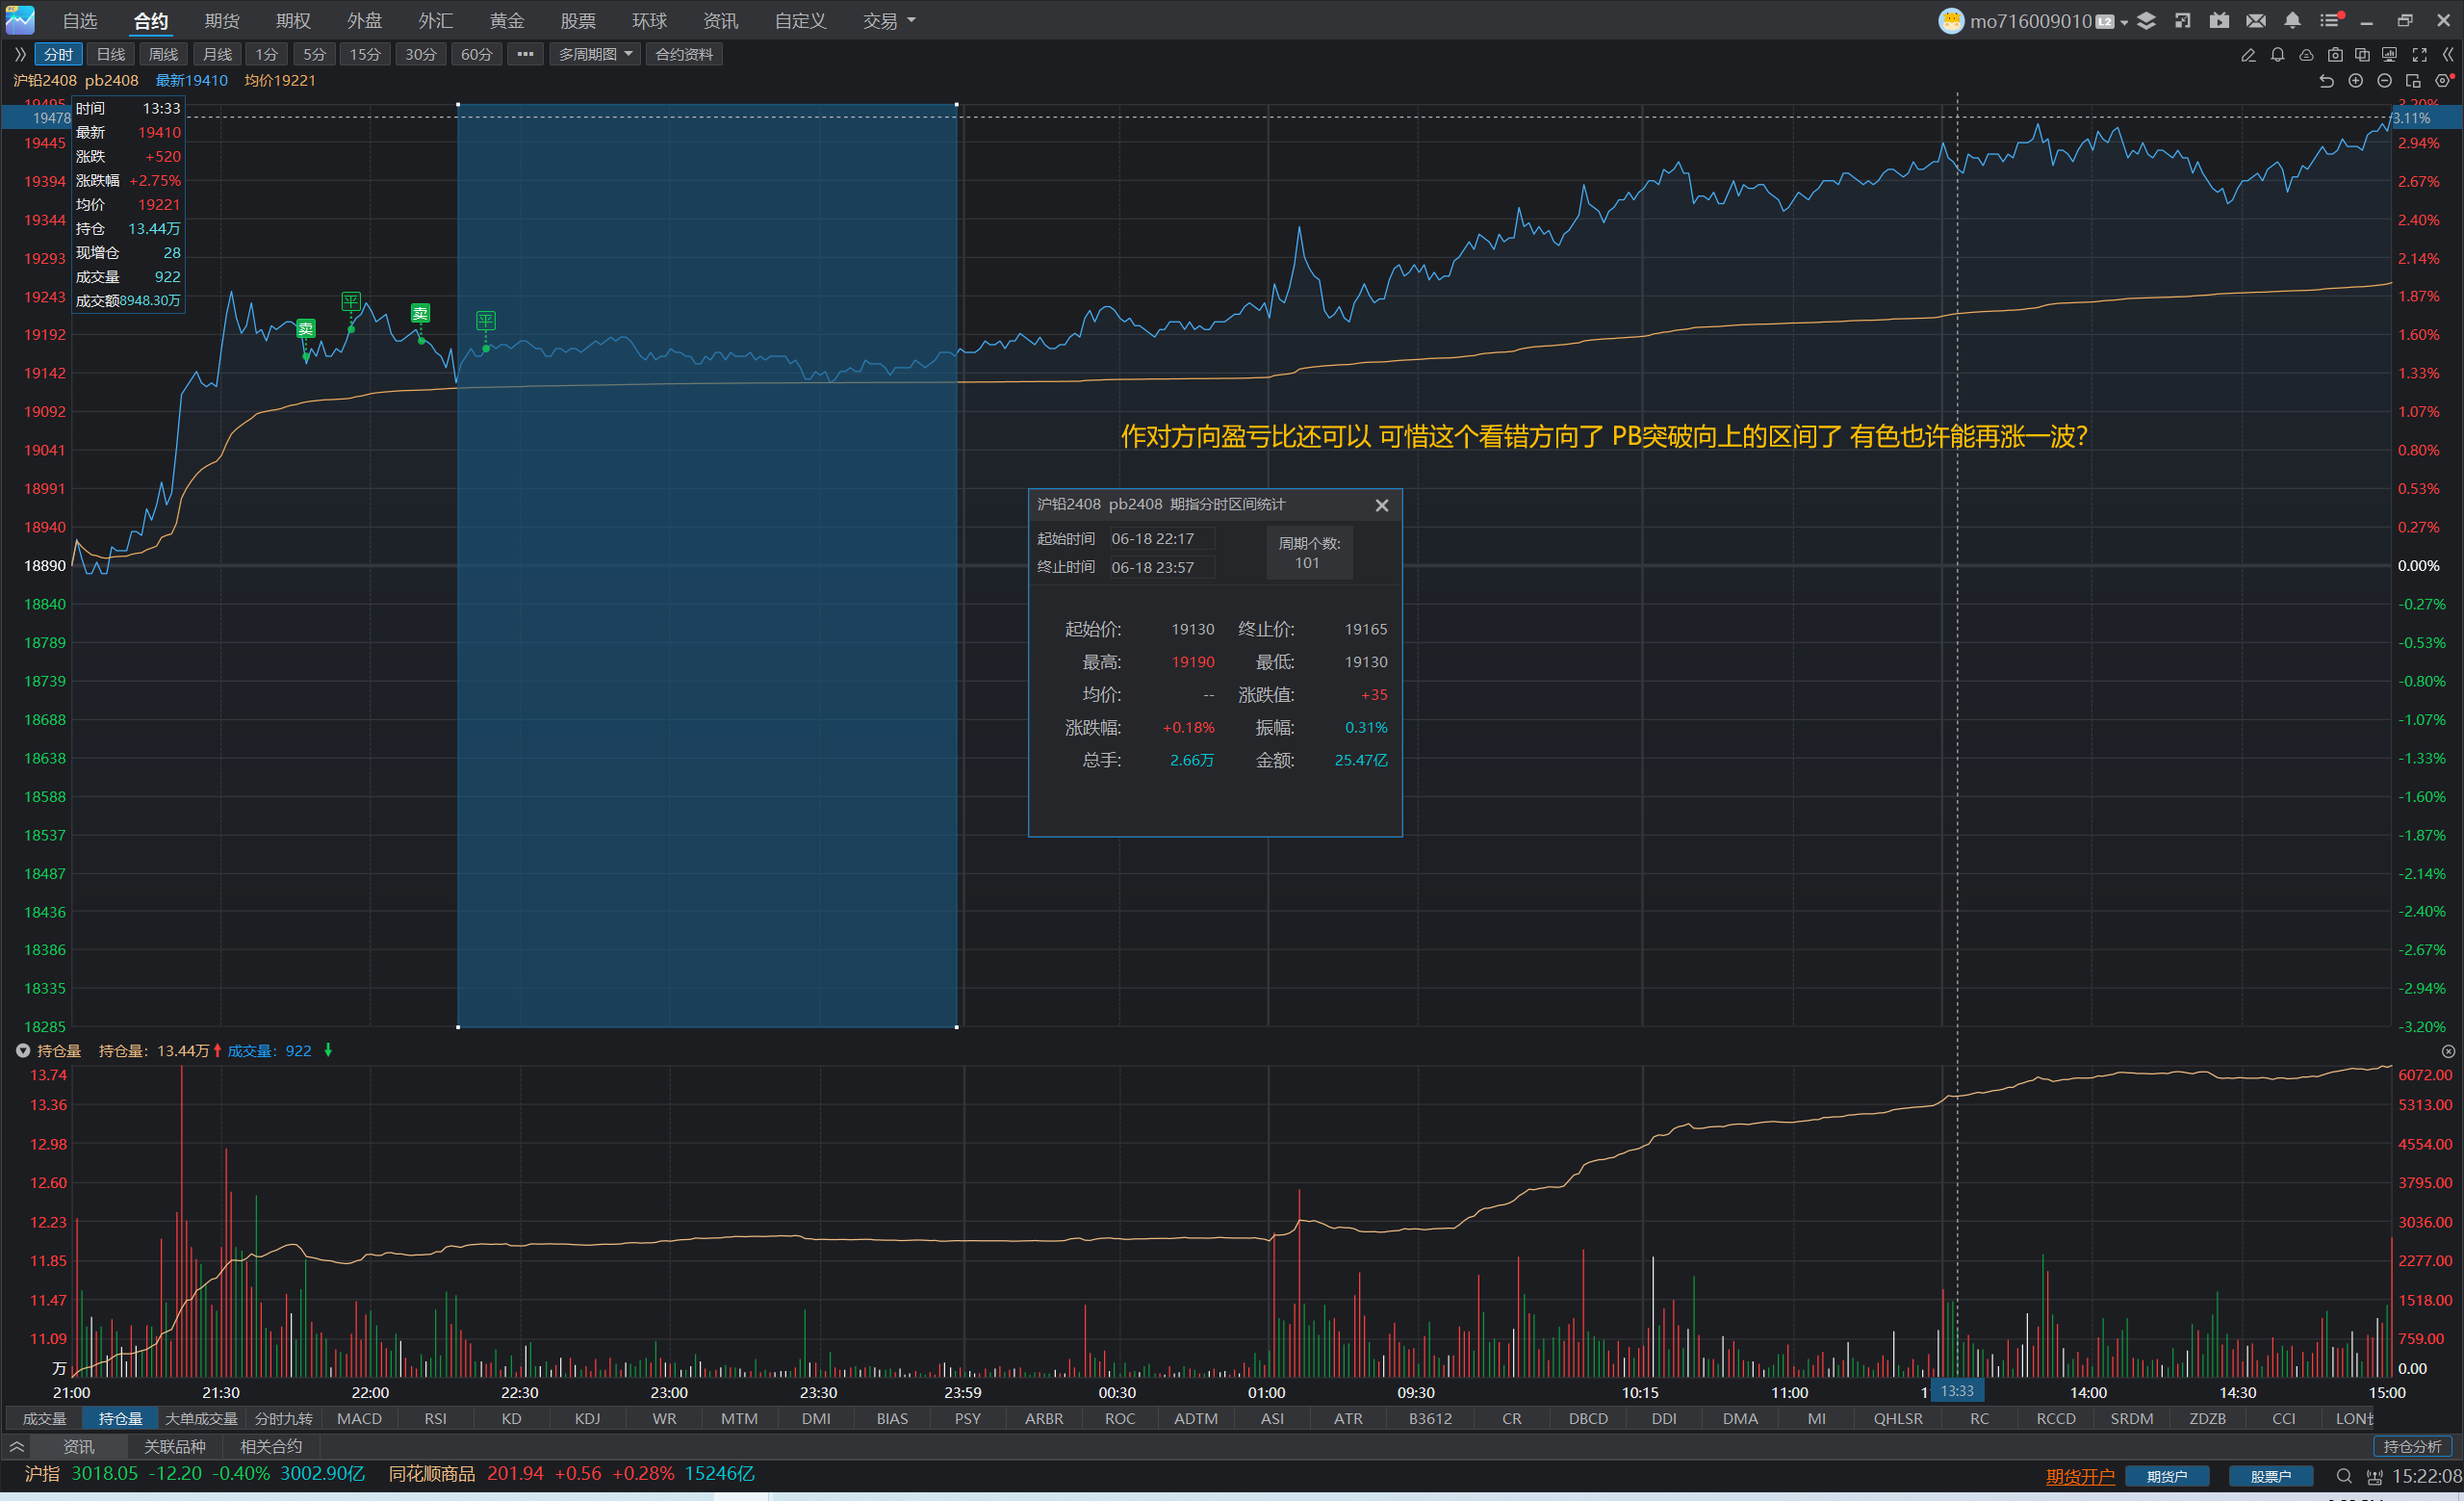 自选 合约 期货 期权 外盘 外汇 黄金 股票 环球 资讯 自定义 交易 mo716009010 L2
分时 日线 周线 月线 1分 5分 15分 30分 60分 ••• 多周期图 合约资料
沪铅2408 pb2408 最新19410 均价19221
19495 3.20%
19478 3.11%
时间 13:33
最新 19410
涨跌 +520
涨跌幅 +2.75%
均价 19221
持仓 13.44万
现增仓 28
成交量 922
成交额8948.30万
19445 2.94%
19394 2.67%
19344 2.40%
19293 2.14%
19243 1.87%
卖 平 卖 平
19192 1.60%
19142 1.33%
19092 1.07%
作对方向盈亏比还可以 可惜这个看错方向了 PB突破向上的区间了 有色也许能再涨一波?
19041 0.80%
18991 0.53%
18940 0.27%
18890 0.00%
18840 -0.27%
18789 -0.53%
18739 -0.80%
18688 -1.07%
18638 -1.33%
18588 -1.60%
18537 -1.87%
18487 -2.14%
18436 -2.40%
18386 -2.67%
18335 -2.94%
18285 -3.20%
沪铅2408 pb2408 期指分时区间统计
起始时间 06-18 22:17
终止时间 06-18 23:57
周期个数:
101
起始价: 19130 终止价: 19165
最高: 19190 最低: 19130
均价: -- 涨跌值: +35
涨跌幅: +0.18% 振幅: 0.31%
总手: 2.66万 金额: 25.47亿
持仓量 持仓量: 13.44万 成交量: 922
13.74 6072.00
13.36 5313.00
12.98 4554.00
12.60 3795.00
12.23 3036.00
11.85 2277.00
11.47 1518.00
11.09 759.00
万 0.00
21:00 21:30 22:00 22:30 23:00 23:30 23:59 00:30 01:00 09:30 10:15 11:00 13:33 14:00 14:30 15:00
成交量 持仓量 大单成交量 分时九转 MACD RSI KD KDJ WR MTM DMI BIAS PSY ARBR ROC ADTM ASI ATR B3612 CR DBCD DDI DMA MI QHLSR RC RCCD SRDM ZDZB CCI LON
资讯 关联品种 相关合约 持仓分析
沪指 3018.05 -12.20 -0.40% 3002.90亿 同花顺商品 201.94 +0.56 +0.28% 15246亿 期货开户 期货户 股票户 15:22:08